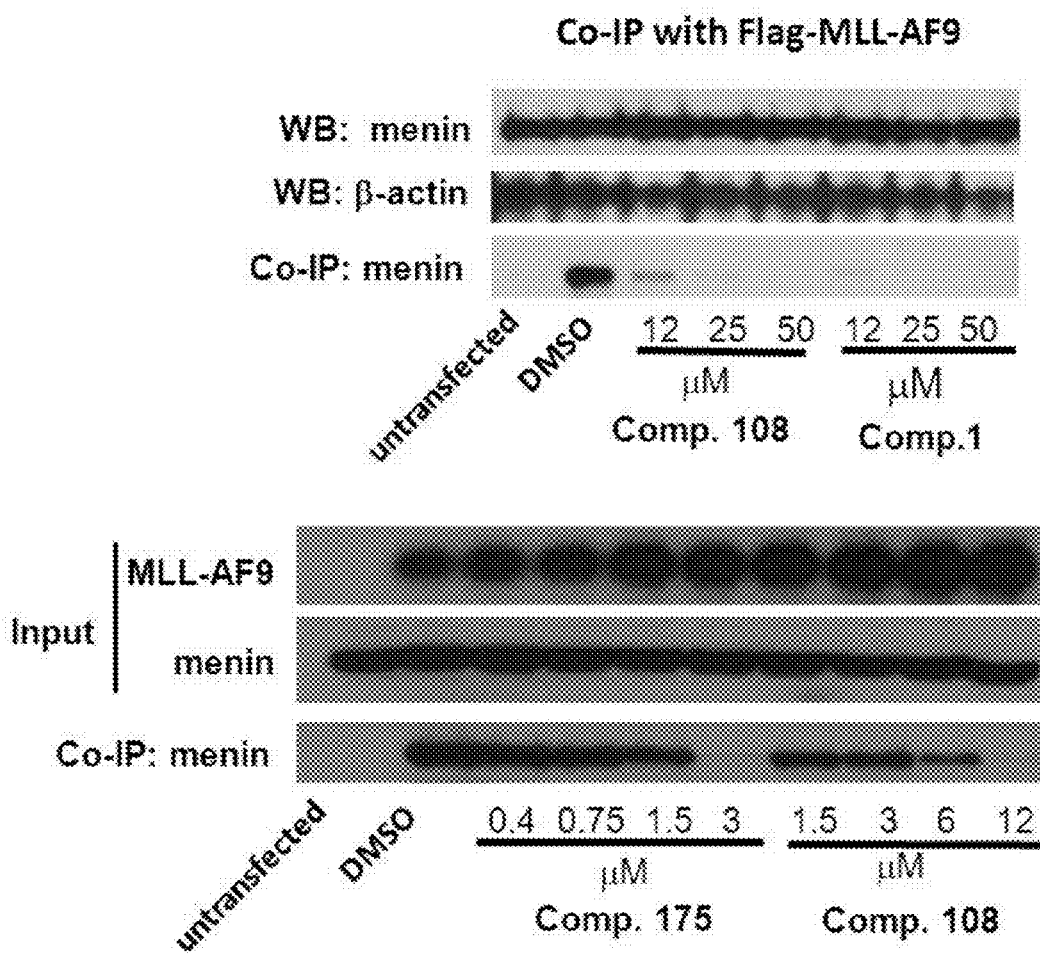 Co-IP with Flag-MLL-AF9
WB: menin
WB: β-actin
Co-IP: menin
untransfected
DMSO
12 25 50
12 25 50
μM
μM
Comp. 108
Comp.1
Input
MLL-AF9
menin
Co-IP: menin
untransfected
DMSO
0.4 0.75 1.5 3
1.5 3 6 12
μM
μM
Comp. 175
Comp. 108